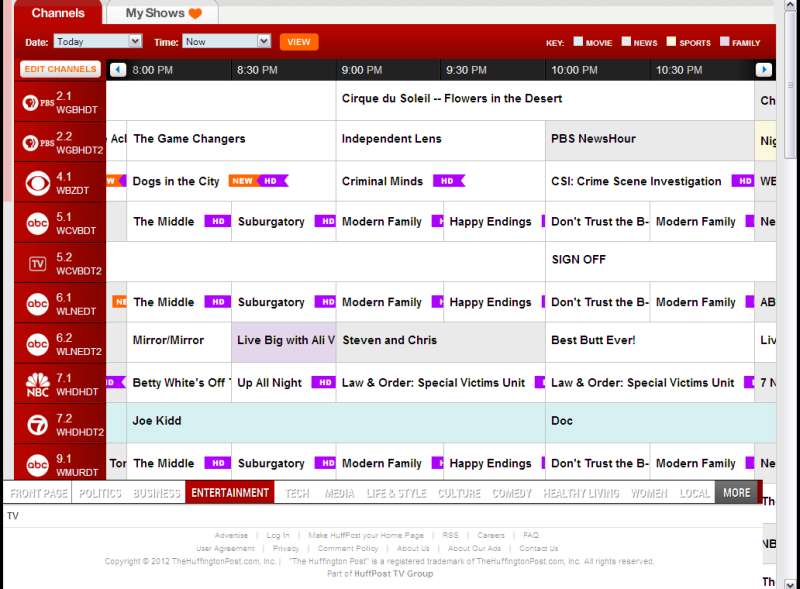 Channels My Shows
Date: Today Time: Now VIEW KEY: MOVIE NEWS SPORTS FAMILY
EDIT CHANNELS 8:00 PM 8:30 PM 9:00 PM 9:30 PM 10:00 PM 10:30 PM
PBS 2.1 WGBHDT Cirque du Soleil -- Flowers in the Desert Ch
PBS 2.2 WGBHDT2 The Game Changers Independent Lens PBS NewsHour
4.1 WBZDT Dogs in the City NEW HD Criminal Minds HD CSI: Crime Scene Investigation HD
abc 5.1 WCVBDT The Middle HD Suburgatory HD Modern Family Happy Endings Don't Trust the B- Modern Family Ne
TV 5.2 WCVBDT2 SIGN OFF
abc 6.1 WLNEDT The Middle HD Suburgatory HD Modern Family Happy Endings Don't Trust the B- Modern Family AB
abc 6.2 WLNEDT2 Mirror/Mirror Live Big with Ali V Steven and Chris Best Butt Ever! Liv
NBC 7.1 WHDHDT Betty White's Off Up All Night HD Law & Order: Special Victims Unit Law & Order: Special Victims Unit 7 N
7 7.2 WHDHDT2 Joe Kidd Doc
abc 9.1 WMURDT Tor The Middle HD Suburgatory HD Modern Family Happy Endings Don't Trust the B- Modern Family Ne
FRONT PAGE POLITICS BUSINESS ENTERTAINMENT TECH MEDIA LIFE & STYLE CULTURE COMEDY HEALTHY LIVING WOMEN LOCAL MORE Th
TV
Advertise | Log In | Make HuffPost your Home Page | RSS | Careers | FAQ
User Agreement | Privacy | Comment Policy | About Us | About Our Ads | Contact Us
Copyright © 2012 TheHuffingtonPost.com, Inc. | "The Huffington Post" is a registered trademark of TheHuffingtonPost.com, Inc. All rights reserved.
Part of HuffPost TV Group
Th